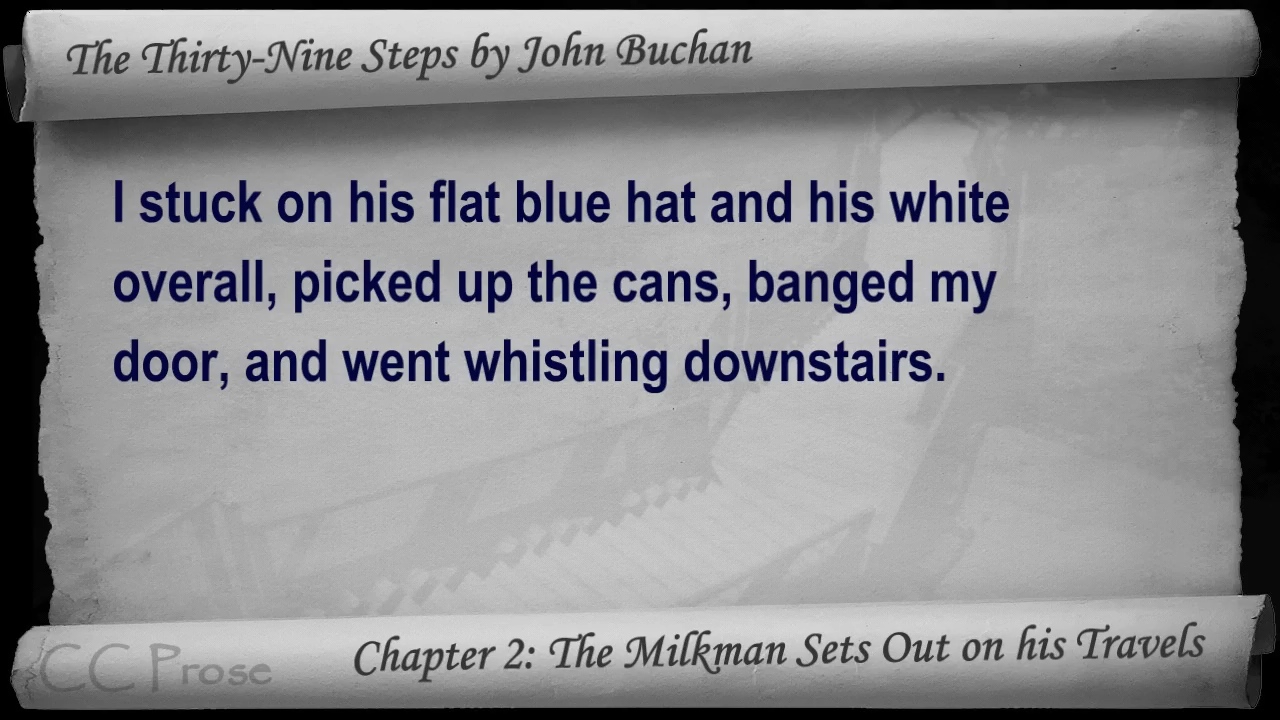 The Thirty-Nine Steps by John Buchan
I stuck on his flat blue hat and his white
overall, picked up the cans, banged my
door, and went whistling downstairs.
CC Prose
Chapter 2: The Milkman Sets Out on his Travels